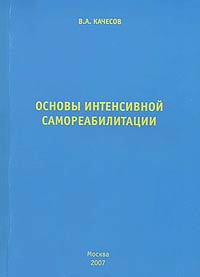 В.А. КАЧЕСОВ
ОСНОВЫ ИНТЕНСИВНОЙ
САМОРЕАБИЛИТАЦИИ
Москва
2007